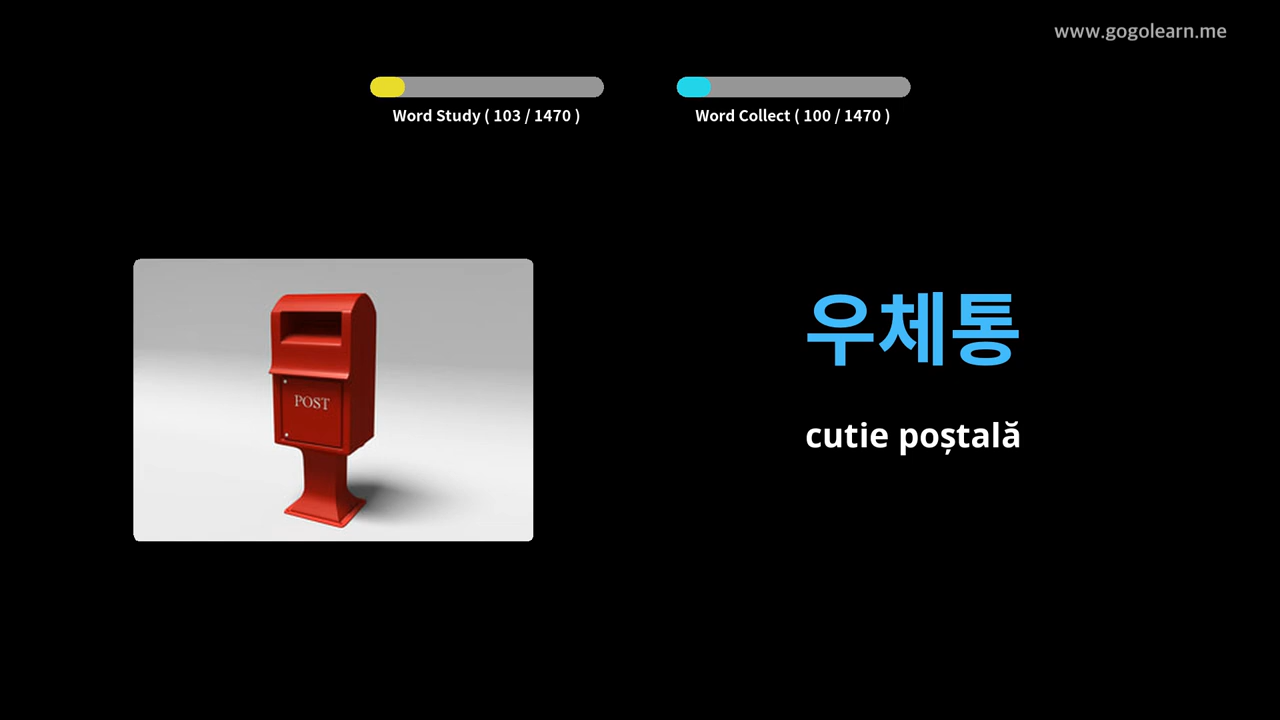 www.gogolearn.me
Word Study ( 103 / 1470 )
Word Collect ( 100 / 1470 )
POST
우체통
cutie poștală